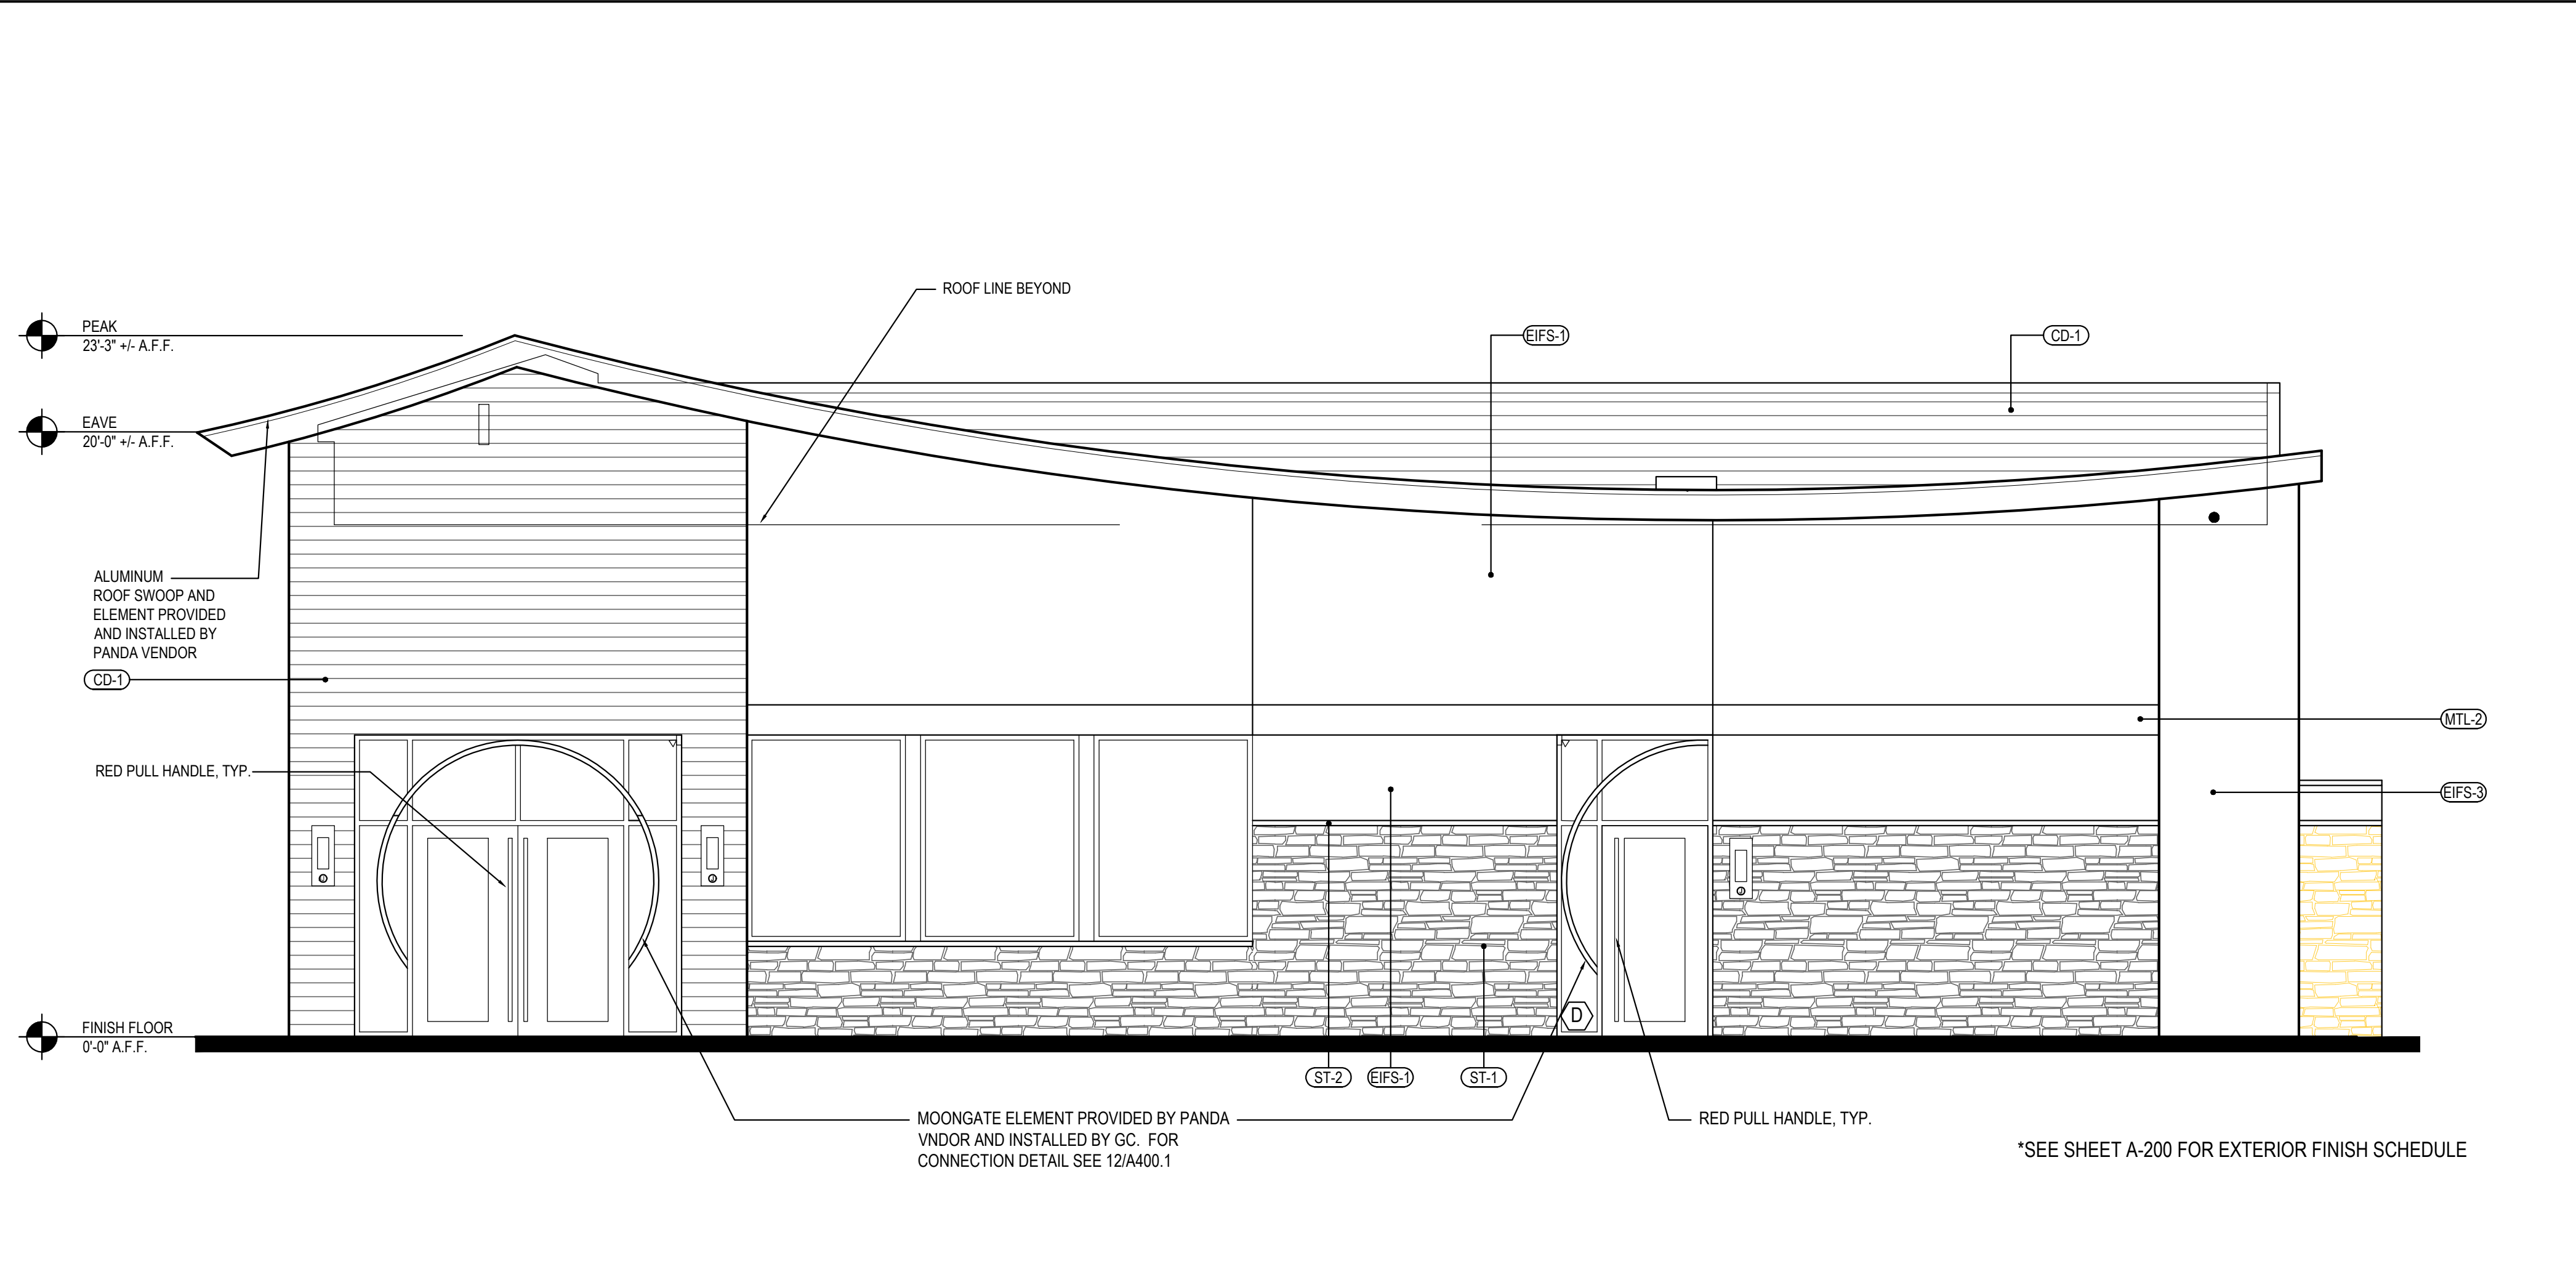 ROOF LINE BEYOND
PEAK
23'-3" +/- A.F.F.
EIFS-1
CD-1
EAVE
20'-0" +/- A.F.F.
ALUMINUM
ROOF SWOOP AND
ELEMENT PROVIDED
AND INSTALLED BY
PANDA VENDOR
CD-1
MTL-2
RED PULL HANDLE, TYP.
EIFS-3
J
J
J
D
FINISH FLOOR
0'-0" A.F.F.
ST-2
EIFS-1
ST-1
MOONGATE ELEMENT PROVIDED BY PANDA
VNDOR AND INSTALLED BY GC. FOR
CONNECTION DETAIL SEE 12/A400.1
RED PULL HANDLE, TYP.
*SEE SHEET A-200 FOR EXTERIOR FINISH SCHEDULE